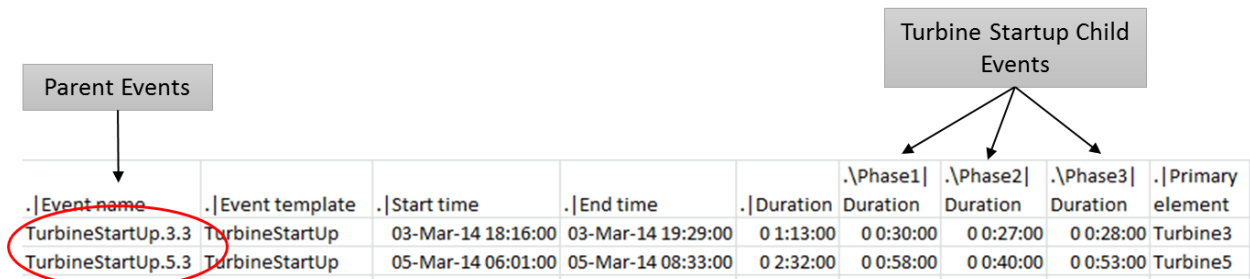 Turbine Startup Child
Events
Parent Events
.\Phase1| .\Phase2| .\Phase3| .|Primary
.|Event name .|Event template .|Start time .|End time .|Duration Duration Duration Duration element
TurbineStartUp.3.3 TurbineStartUp 03-Mar-14 18:16:00 03-Mar-14 19:29:00 0 1:13:00 0 0:30:00 0 0:27:00 0 0:28:00 Turbine3
TurbineStartUp.5.3 TurbineStartUp 05-Mar-14 06:01:00 05-Mar-14 08:33:00 0 2:32:00 0 0:58:00 0 0:40:00 0 0:53:00 Turbine5